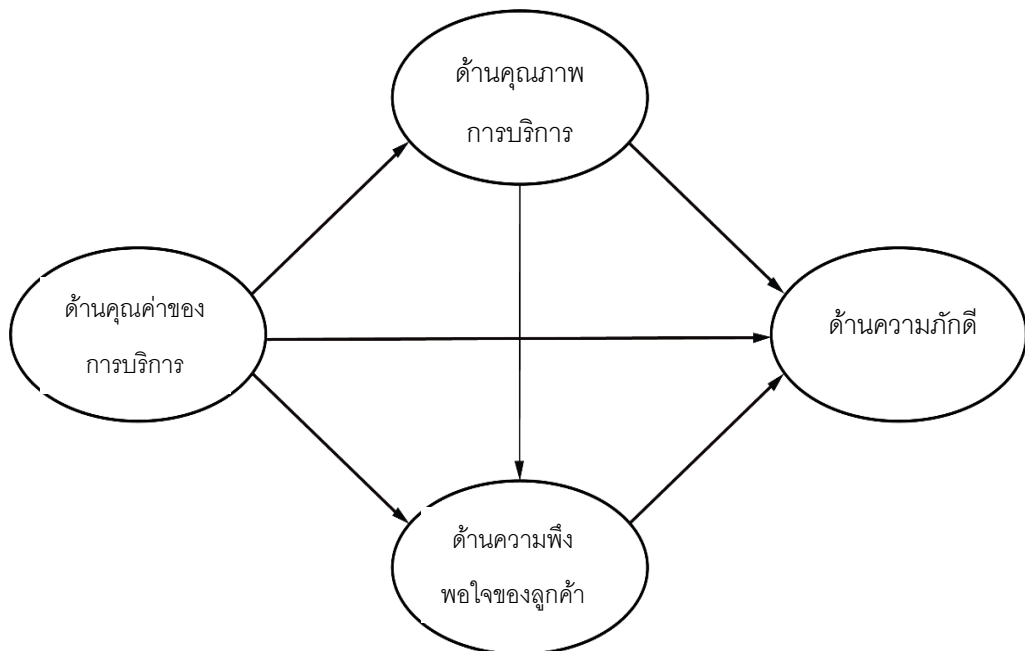 ด้านคุณภาพ
การบริการ
ด้านคุณค่าของ
การบริการ
ด้านความภักดี
ด้านความพึง
พอใจของลูกค้า